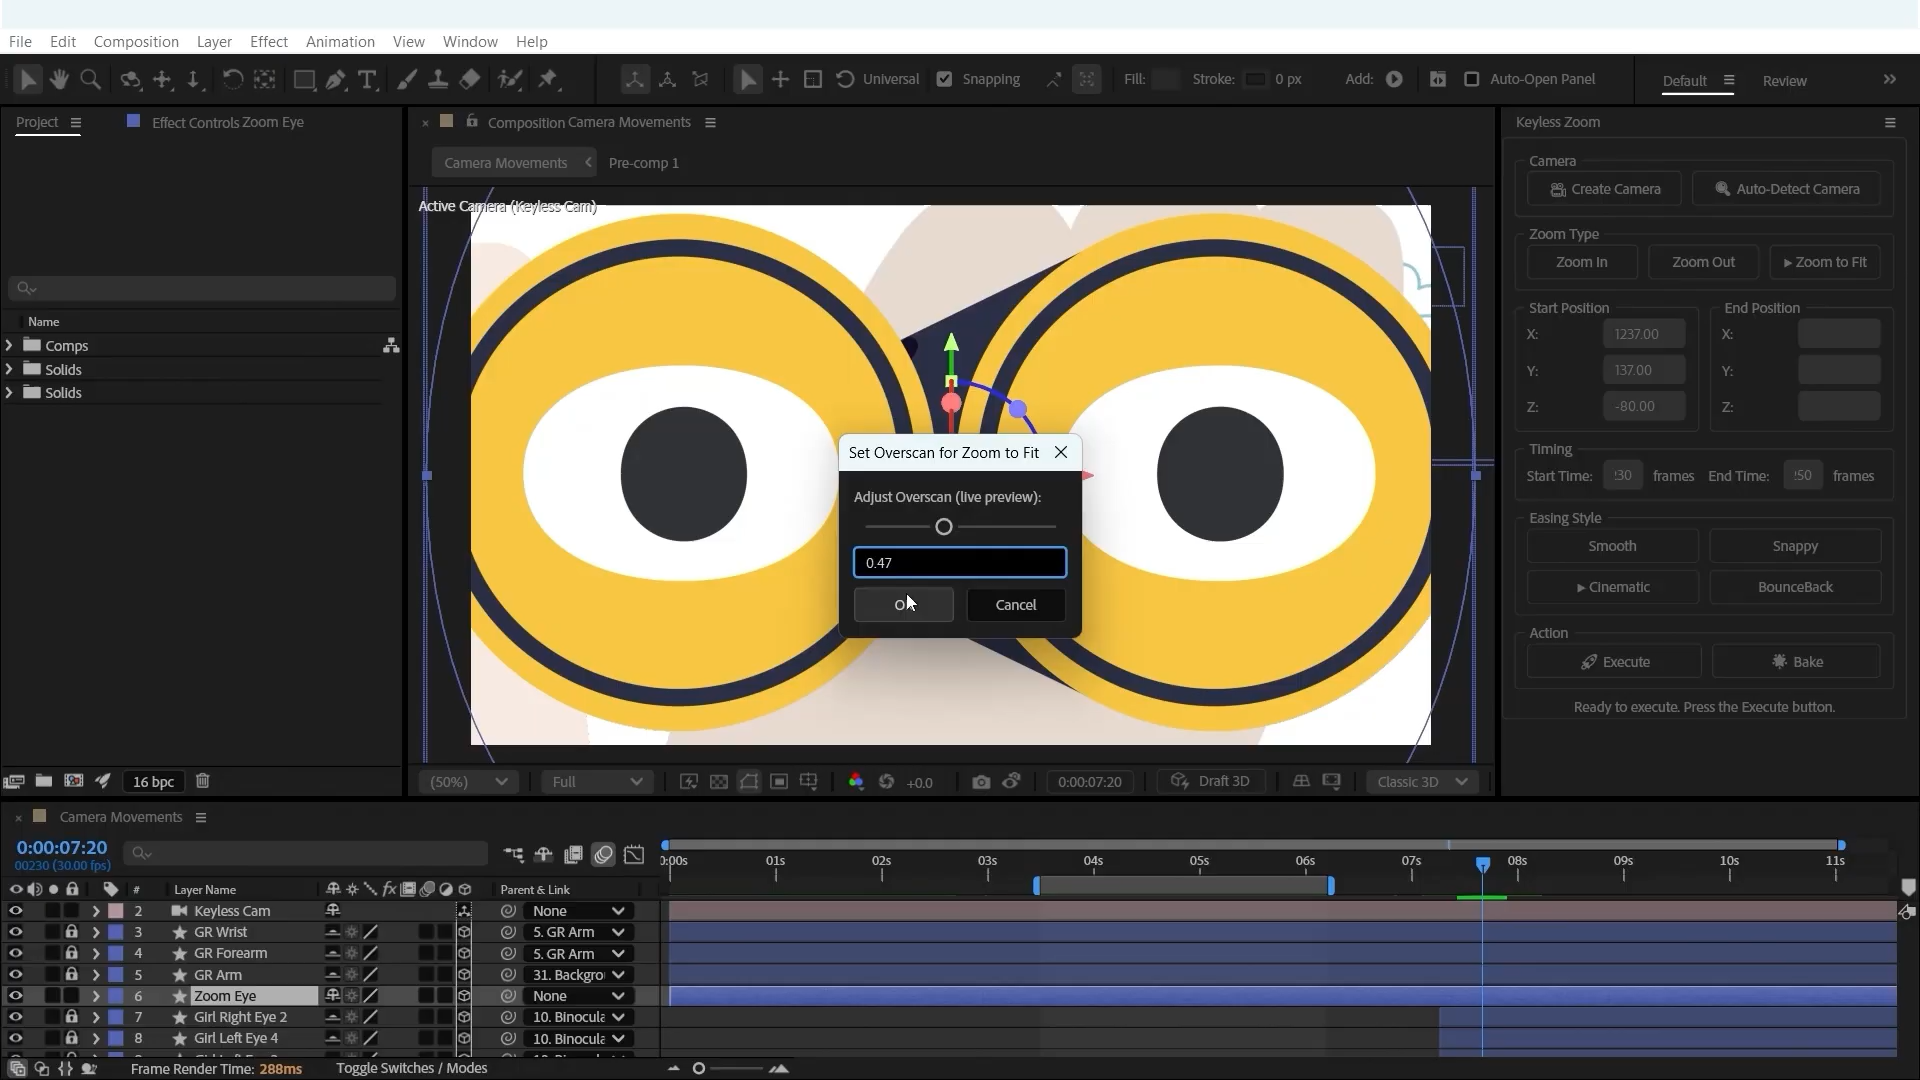 File Edit Composition Layer Effect Animation View Window Help
Universal Snapping Fill: Stroke: 0 px Add: Auto-Open Panel Default Review
Project Effect Controls Zoom Eye
Composition Camera Movements
Camera Movements Pre-comp 1
Active Camera (Keyless Cam)
Name
Comps
Solids
Solids
16 bpc
Set Overscan for Zoom to Fit
Adjust Overscan (live preview):
0.47
Cancel
(50%) Full +0.0 0:00:07:20 Draft 3D Classic 3D
Keyless Zoom
Camera
Create Camera Auto-Detect Camera
Zoom Type
Zoom In Zoom Out Zoom to Fit
Start Position End Position
X: 1237.00 X:
Y: 137.00 Y:
Z: -80.00 Z:
Timing
Start Time: :30 frames End Time: :50 frames
Easing Style
Smooth Snappy
Cinematic BounceBack
Action
Execute Bake
Ready to execute. Press the Execute button.
Camera Movements
0:00:07:20
00230 (30.00 fps)
):00s 01s 02s 03s 04s 05s 06s 07s 08s 09s 10s 11s
# Layer Name fx Parent & Link
2 Keyless Cam None
3 GR Wrist 5. GR Arm
4 GR Forearm 5. GR Arm
5 GR Arm 31. Backgro
6 Zoom Eye None
7 Girl Right Eye 2 10. Binocula
8 Girl Left Eye 4 10. Binocula
Frame Render Time: 288ms Toggle Switches / Modes